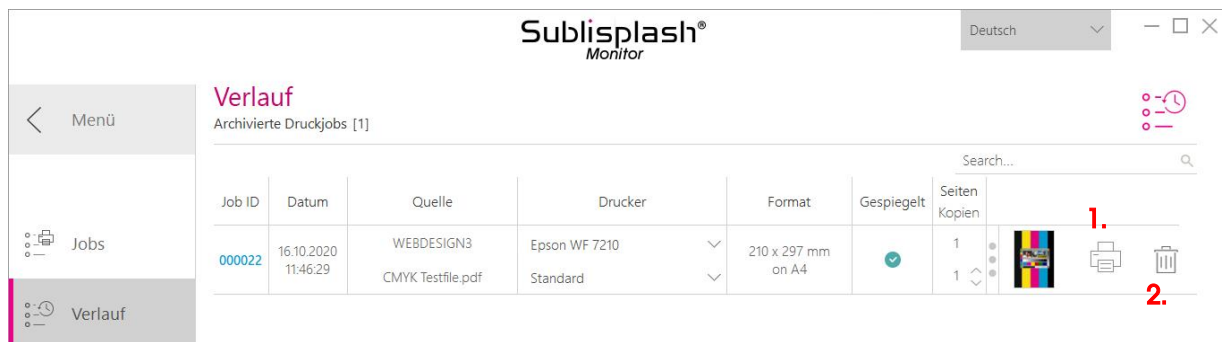 Sublisplash®
Monitor
Deutsch
Menü
Verlauf
Archivierte Druckjobs [1]
Search...
Job ID
Datum
Quelle
Drucker
Format
Gespiegelt
Seiten
Kopien
1.
Jobs
000022
16.10.2020
11:46:29
WEBDESIGN3
CMYK Testfile.pdf
Epson WF 7210
Standard
210 x 297 mm
on A4
1
1
2.
Verlauf